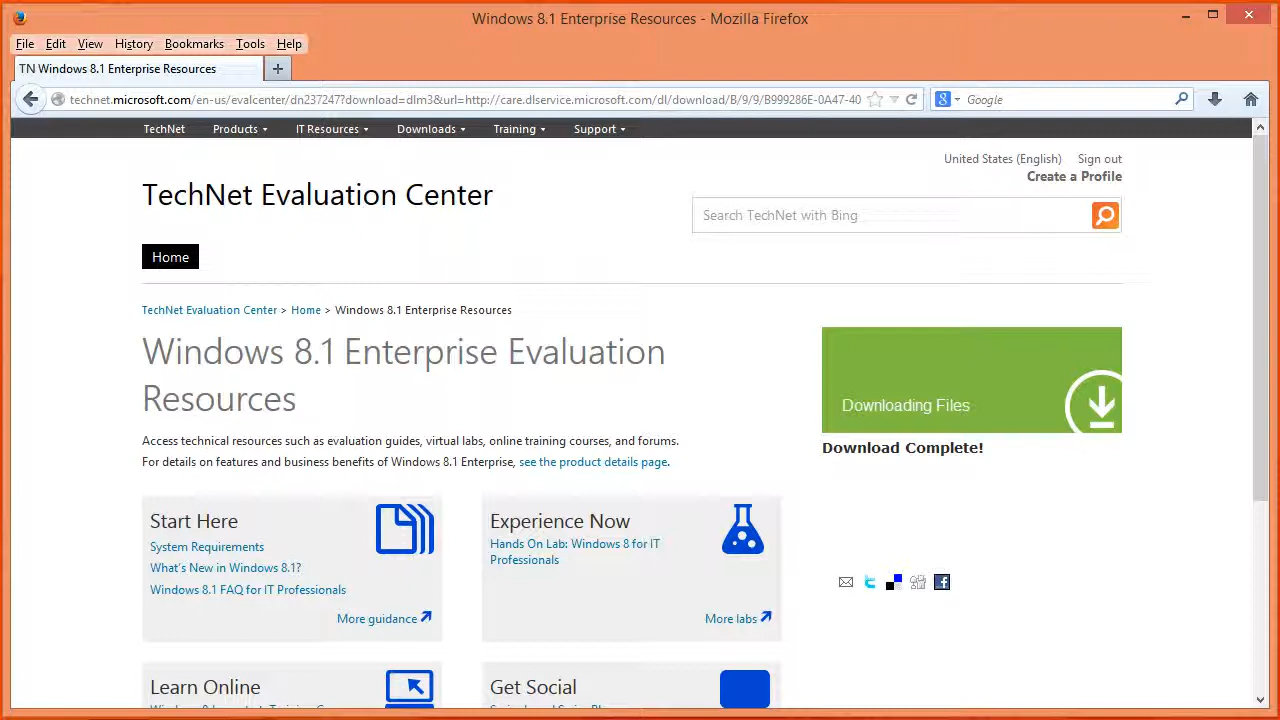 Windows 8.1 Enterprise Resources - Mozilla Firefox
File Edit View History Bookmarks Tools Help
TN Windows 8.1 Enterprise Resources
technet.microsoft.com/en-us/evalcenter/dn237247?download=dlm3&url=http://care.dlservice.microsoft.com/dl/download/B/9/9/B999286E-0A47-40
Google
TechNet Products IT Resources Downloads Training Support
United States (English) Sign out
Create a Profile
TechNet Evaluation Center
Search TechNet with Bing
Home
TechNet Evaluation Center > Home > Windows 8.1 Enterprise Resources
Windows 8.1 Enterprise Evaluation
Resources
Access technical resources such as evaluation guides, virtual labs, online training courses, and forums.
For details on features and business benefits of Windows 8.1 Enterprise, see the product details page.
Downloading Files
Download Complete!
Start Here
System Requirements
What's New in Windows 8.1?
Windows 8.1 FAQ for IT Professionals
More guidance
Experience Now
Hands On Lab: Windows 8 for IT
Professionals
More labs
Learn Online
Get Social